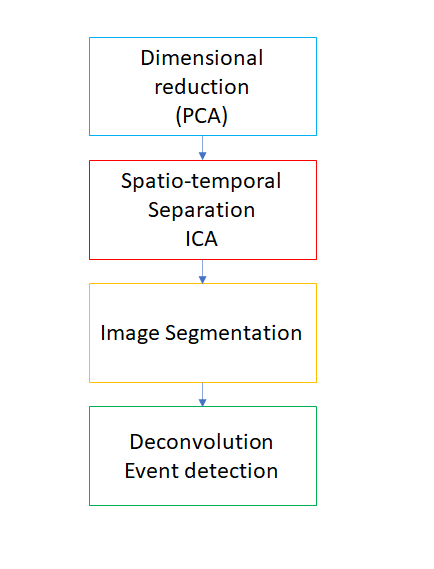 Dimensional
reduction
(PCA)
Spatio-temporal
Separation
ICA
Image Segmentation
Deconvolution
Event detection